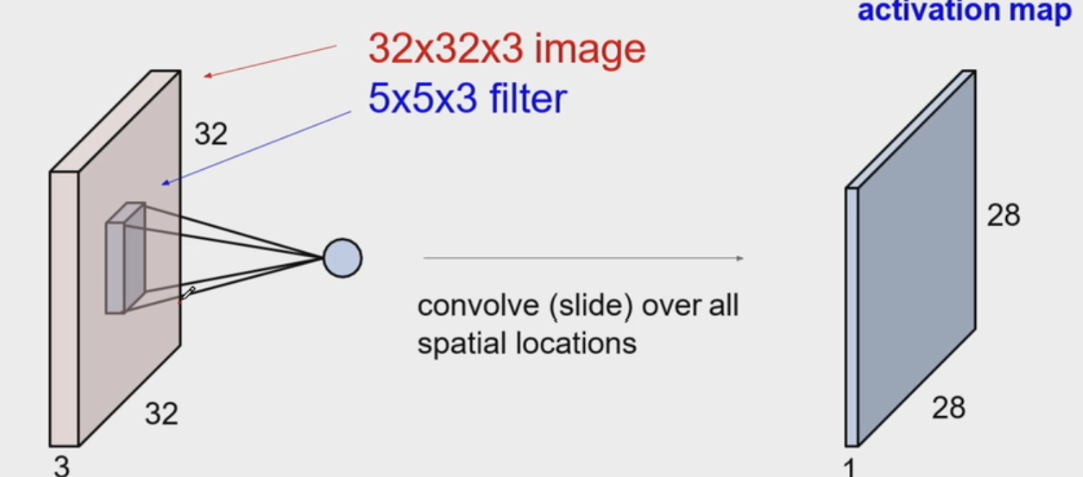 activation map
32x32x3 image
5x5x3 filter
32
28
convolve (slide) over all
spatial locations
32
28
3
1